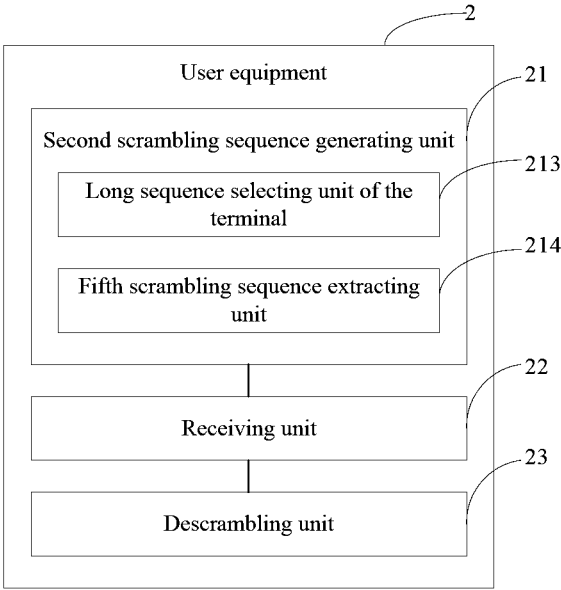 2
User equipment
21
Second scrambling sequence generating unit
213
Long sequence selecting unit of the
terminal
214
Fifth scrambling sequence extracting
unit
22
Receiving unit
23
Descrambling unit